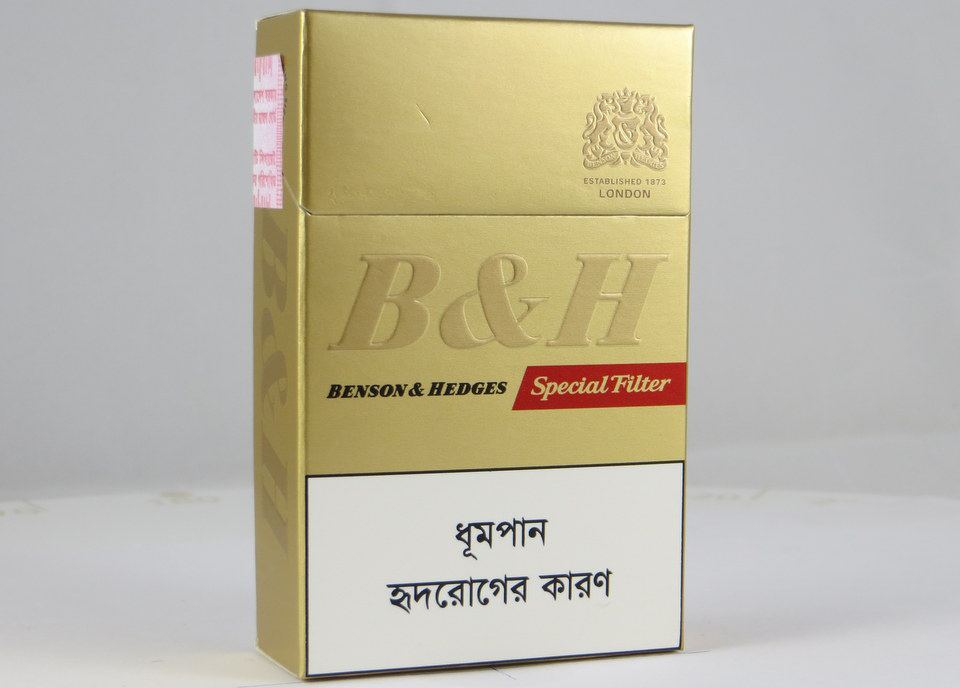 ESTABLISHED 1873
LONDON
B&H
BENSON & HEDGES Special Filter
ধূমপান
হৃদরোগের কারণ
B&H